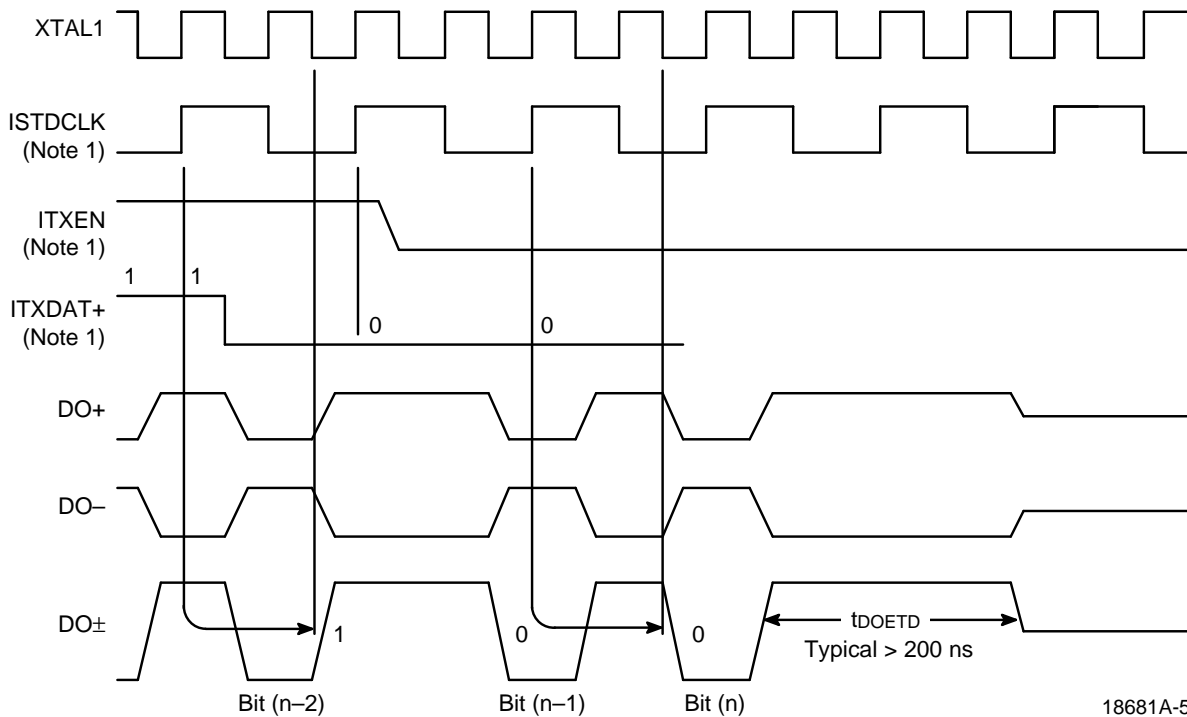 XTAL1
ISTDCLK
(Note 1)
ITXEN
(Note 1)
1 1
ITXDAT+
(Note 1)
0 0
DO+
DO–
DO±
1 0 0
tDOETD
Typical > 200 ns
Bit (n–2) Bit (n–1) Bit (n)
18681A-5